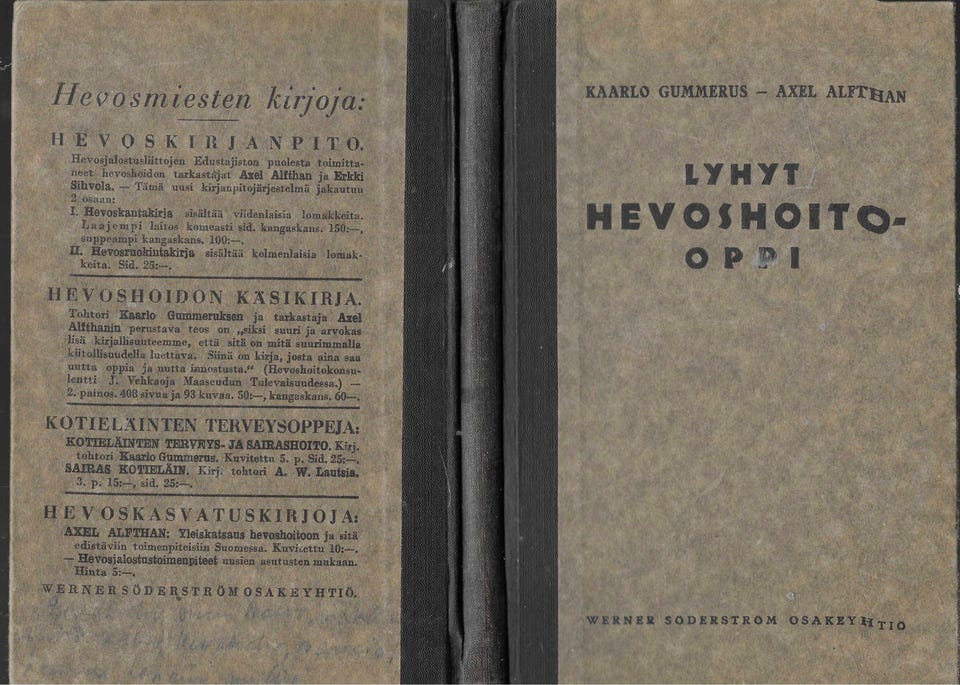 Hevosmiesten kirjoja:
HEVOSKIRJANPITO.
Hevosjalostusliittojen Edustajiston puolesta toimitta-
neet hevoshoidon tarkastajat Axel Alfthan ja Erkki
Sihvola. — Tämä uusi kirjanpitojärjestelmä jakautuu
2 osaan:
I. Hevoskantakirja sisältää viidenlaisia lomakkeita.
Laajempi laitos komeasti sid. kangaskans. 150:—,
suppeampi kangaskans. 100:—.
II. Hevosruokintakirja sisältää kolmenlaisia lomak-
keita. Sid. 25:—.
HEVOSHOIDON KÄSIKIRJA.
Tohtori Kaarlo Gummeruksen ja tarkastaja Axel
Alfthanin perustava teos on „siksi suuri ja arvokas
lisä kirjallisuuteemme, että sitä on mitä suurimmalla
kiitollisuudella luettava. Siinä on kirja, josta aina saa
uutta oppia ja uutta innostusta.“ (Hevoshoitokonsu-
lentti J. Vehkaoja Maaseudun Tulevaisuudessa.) —
2. painos. 408 sivua ja 93 kuvaa. 50:—, kangaskans. 60—.
KOTIELÄINTEN TERVEYSOPPEJA:
KOTIELÄINTEN TERVEYS- JA SAIRASHOITO. Kirj.
tohtori Kaarlo Gummerus. Kuvitettu 5. p. Sid. 25:—.
SAIRAS KOTIELÄIN. Kirj. tohtori A. W. Lautsia.
3. p. 15:—, sid. 25:—.
HEVOSKASVATUSKIRJOJA:
AXEL ALFTHAN: Yleiskatsaus hevoshoitoon ja sitä
edistäviin toimenpiteisiin Suomessa. Kuvitettu 10:—.
— Hevosjalostustoimenpiteet uusien asutusten mukaan.
Hinta 5:—.
WERNER SÖDERSTRÖM OSAKEYHTIÖ.
KAARLO GUMMERUS – AXEL ALFTHAN
LYHYT
HEVOSHOITO-
OPPI
WERNER SÖDERSTRÖM OSAKEYHTIÖ